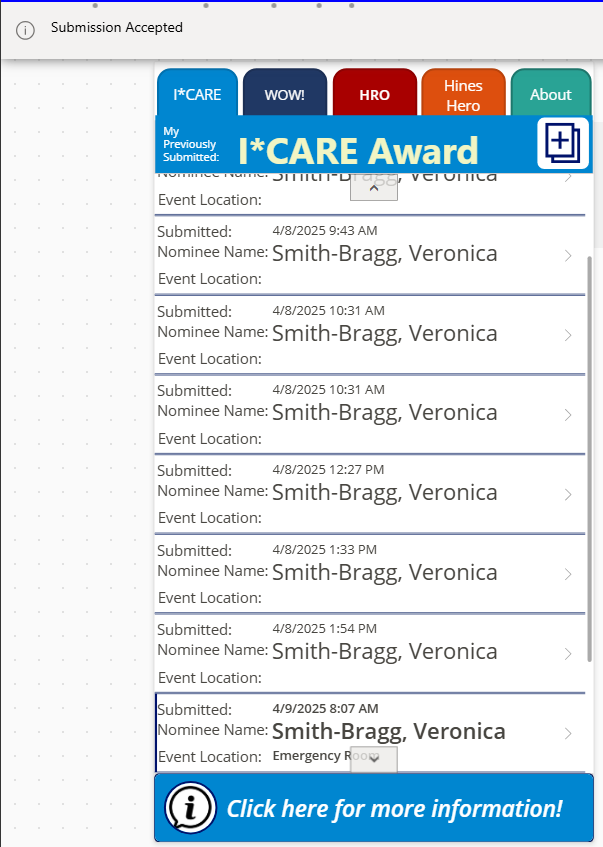 Submission Accepted
I*CARE
WOW!
HRO
Hines
Hero
About
My
Previously
Submitted:
I*CARE Award
Nominee Name: Smith-Bragg, Veronica
Event Location:
Submitted: 4/8/2025 9:43 AM
Nominee Name: Smith-Bragg, Veronica
Event Location:
Submitted: 4/8/2025 10:31 AM
Nominee Name: Smith-Bragg, Veronica
Event Location:
Submitted: 4/8/2025 10:31 AM
Nominee Name: Smith-Bragg, Veronica
Event Location:
Submitted: 4/8/2025 12:27 PM
Nominee Name: Smith-Bragg, Veronica
Event Location:
Submitted: 4/8/2025 1:33 PM
Nominee Name: Smith-Bragg, Veronica
Event Location:
Submitted: 4/8/2025 1:54 PM
Nominee Name: Smith-Bragg, Veronica
Event Location:
Submitted: 4/9/2025 8:07 AM
Nominee Name: Smith-Bragg, Veronica
Event Location: Emergency Room
Click here for more information!